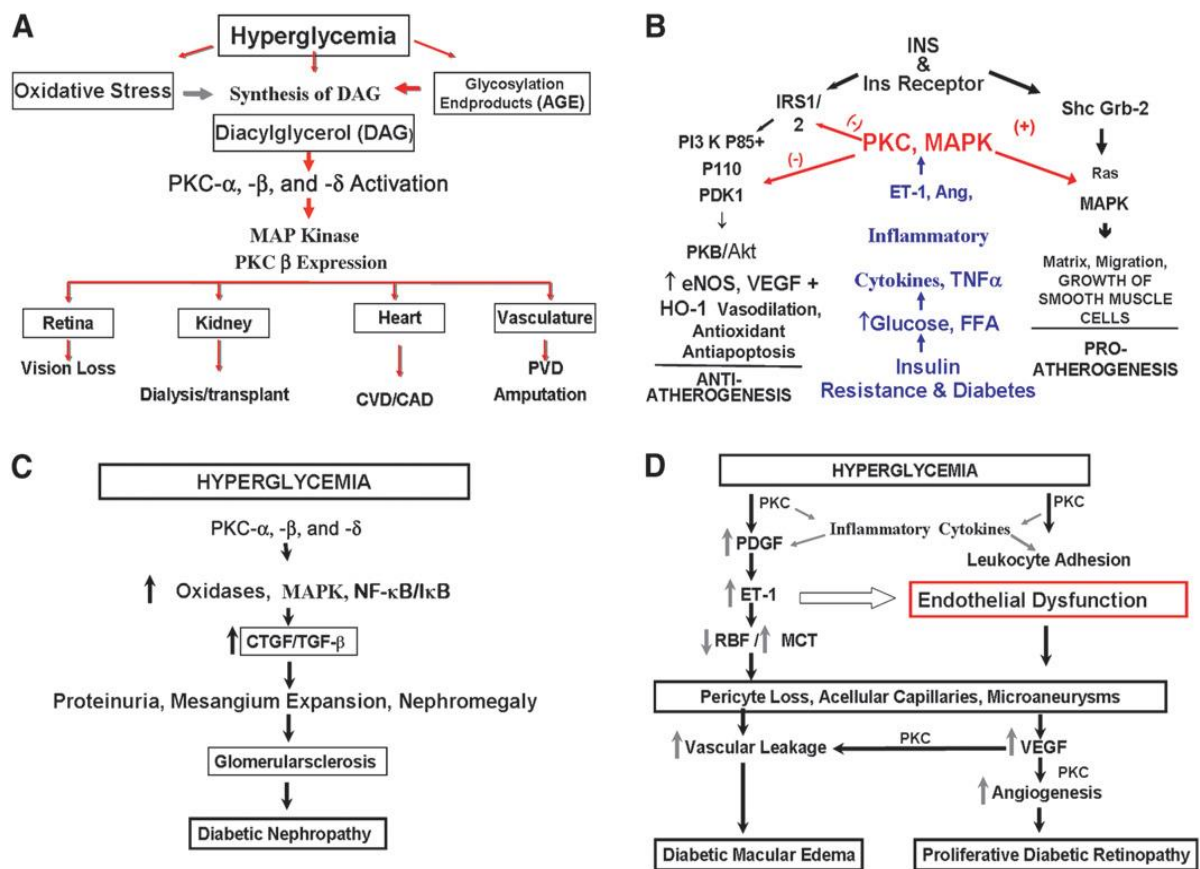 A
Hyperglycemia
Oxidative Stress
Synthesis of DAG
Glycosylation
Endproducts (AGE)
Diacylglycerol (DAG)
PKC-α, -β, and -δ Activation
MAP Kinase
PKC β Expression
Retina
Kidney
Heart
Vasculature
Vision Loss
Dialysis/transplant
CVD/CAD
PVD
Amputation
B
INS
&
Ins Receptor
IRS1/
2
Shc Grb-2
PI3 K P85+
P110
PDK1
(-)
(-)
PKC, MAPK
(+)
Ras
MAPK
ET-1, Ang,
Inflammatory
Cytokines, TNFα
↑Glucose, FFA
Insulin
Resistance & Diabetes
↓
PKB/Akt
↑ eNOS, VEGF +
HO-1 Vasodilation,
Antioxidant
Antiapoptosis
ANTI-
ATHEROGENESIS
Matrix, Migration,
GROWTH OF
SMOOTH MUSCLE
CELLS
PRO-
ATHEROGENESIS
C
HYPERGLYCEMIA
PKC-α, -β, and -δ
↑ Oxidases, MAPK, NF-κB/IκB
↑ CTGF/TGF-β
Proteinuria, Mesangium Expansion, Nephromegaly
Glomerularsclerosis
Diabetic Nephropathy
D
HYPERGLYCEMIA
PKC
PKC
Inflammatory Cytokines
↑ PDGF
Leukocyte Adhesion
↑ ET-1
Endothelial Dysfunction
↓ RBF / ↑ MCT
Pericyte Loss, Acellular Capillaries, Microaneurysms
↑ Vascular Leakage
PKC
↑ VEGF
PKC
↑ Angiogenesis
Diabetic Macular Edema
Proliferative Diabetic Retinopathy